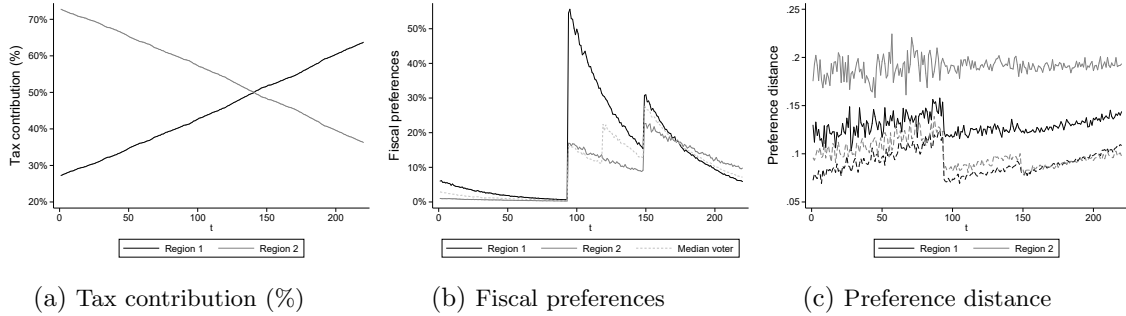 Tax contribution (%)
70%
60%
50%
40%
30%
20%
0 50 100 150 200
t
Region 1 Region 2
(a) Tax contribution (%)
Fiscal preferences
50%
40%
30%
20%
10%
0%
0 50 100 150 200
t
Region 1 Region 2 Median voter
(b) Fiscal preferences
Preference distance
.25
.2
.15
.1
.05
0 50 100 150 200
t
Region 1 Region 2
(c) Preference distance